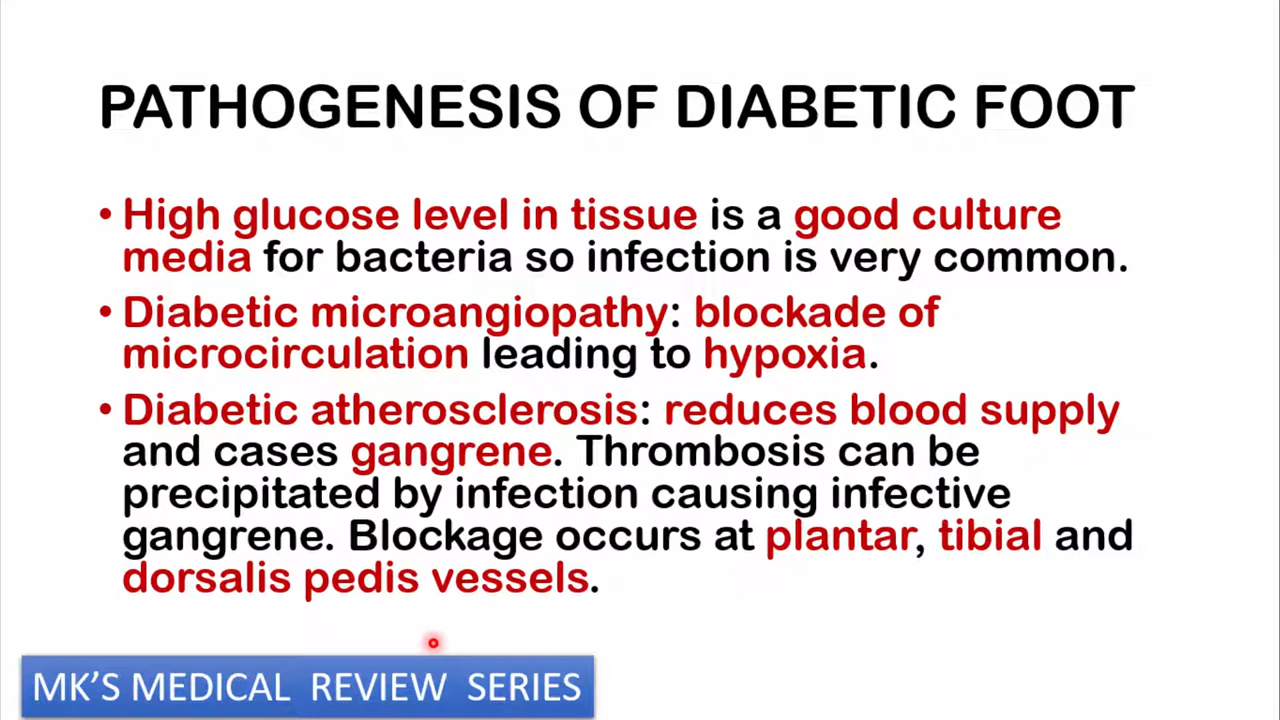 PATHOGENESIS OF DIABETIC FOOT
• High glucose level in tissue is a good culture
media for bacteria so infection is very common.
• Diabetic microangiopathy: blockade of
microcirculation leading to hypoxia.
• Diabetic atherosclerosis: reduces blood supply
and cases gangrene. Thrombosis can be
precipitated by infection causing infective
gangrene. Blockage occurs at plantar, tibial and
dorsalis pedis vessels.
MK'S MEDICAL REVIEW SERIES